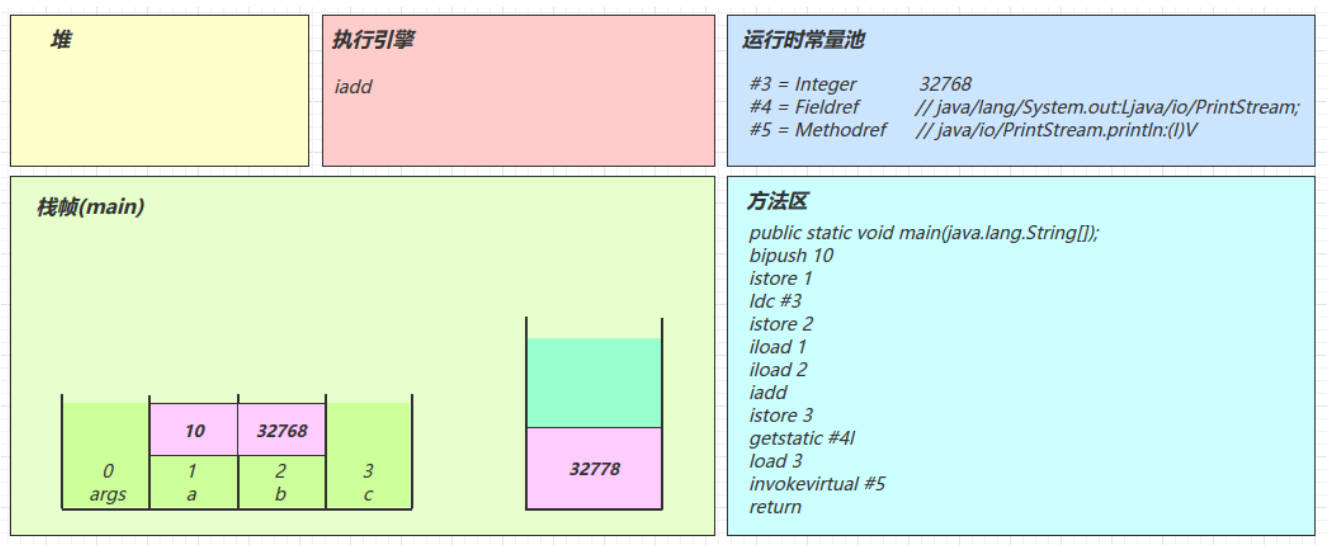 堆
执行引擎
iadd
运行时常量池
#3 = Integer 32768
#4 = Fieldref // java/lang/System.out:Ljava/io/PrintStream;
#5 = Methodref // java/io/PrintStream.println:(I)V
栈帧(main)
10 32768
0 1 2 3
args a b c
32778
方法区
public static void main(java.lang.String[]);
bipush 10
istore 1
ldc #3
istore 2
iload 1
iload 2
iadd
istore 3
getstatic #4l
load 3
invokevirtual #5
return